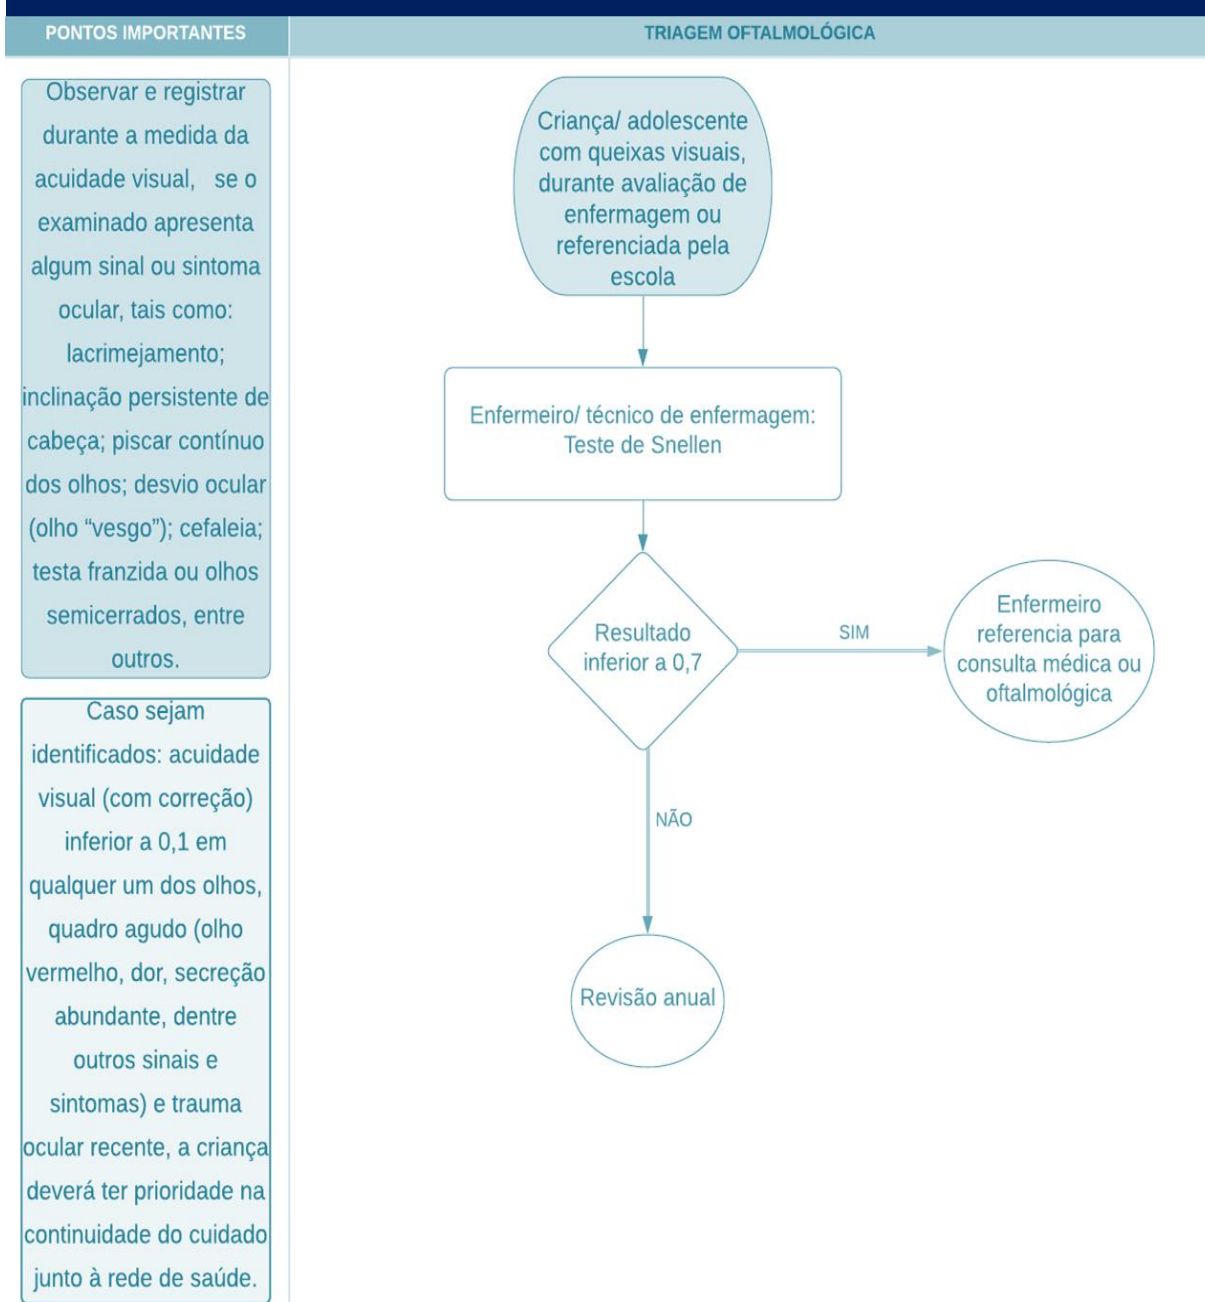 PONTOS IMPORTANTES
TRIAGEM OFTALMOLÓGICA
Observar e registrar
durante a medida da
acuidade visual, se o
examinado apresenta
algum sinal ou sintoma
ocular, tais como:
lacrimejamento;
inclinação persistente de
cabeça; piscar contínuo
dos olhos; desvio ocular
(olho “vesgo”); cefaleia;
testa franzida ou olhos
semicerrados, entre
outros.
Caso sejam
identificados: acuidade
visual (com correção)
inferior a 0,1 em
qualquer um dos olhos,
quadro agudo (olho
vermelho, dor, secreção
abundante, dentre
outros sinais e
sintomas) e trauma
ocular recente, a criança
deverá ter prioridade na
continuidade do cuidado
junto à rede de saúde.
Criança/ adolescente
com queixas visuais,
durante avaliação de
enfermagem ou
referenciada pela
escola
Enfermeiro/ técnico de enfermagem:
Teste de Snellen
Resultado
inferior a 0,7
SIM
Enfermeiro
referencia para
consulta médica ou
oftalmológica
NÃO
Revisão anual